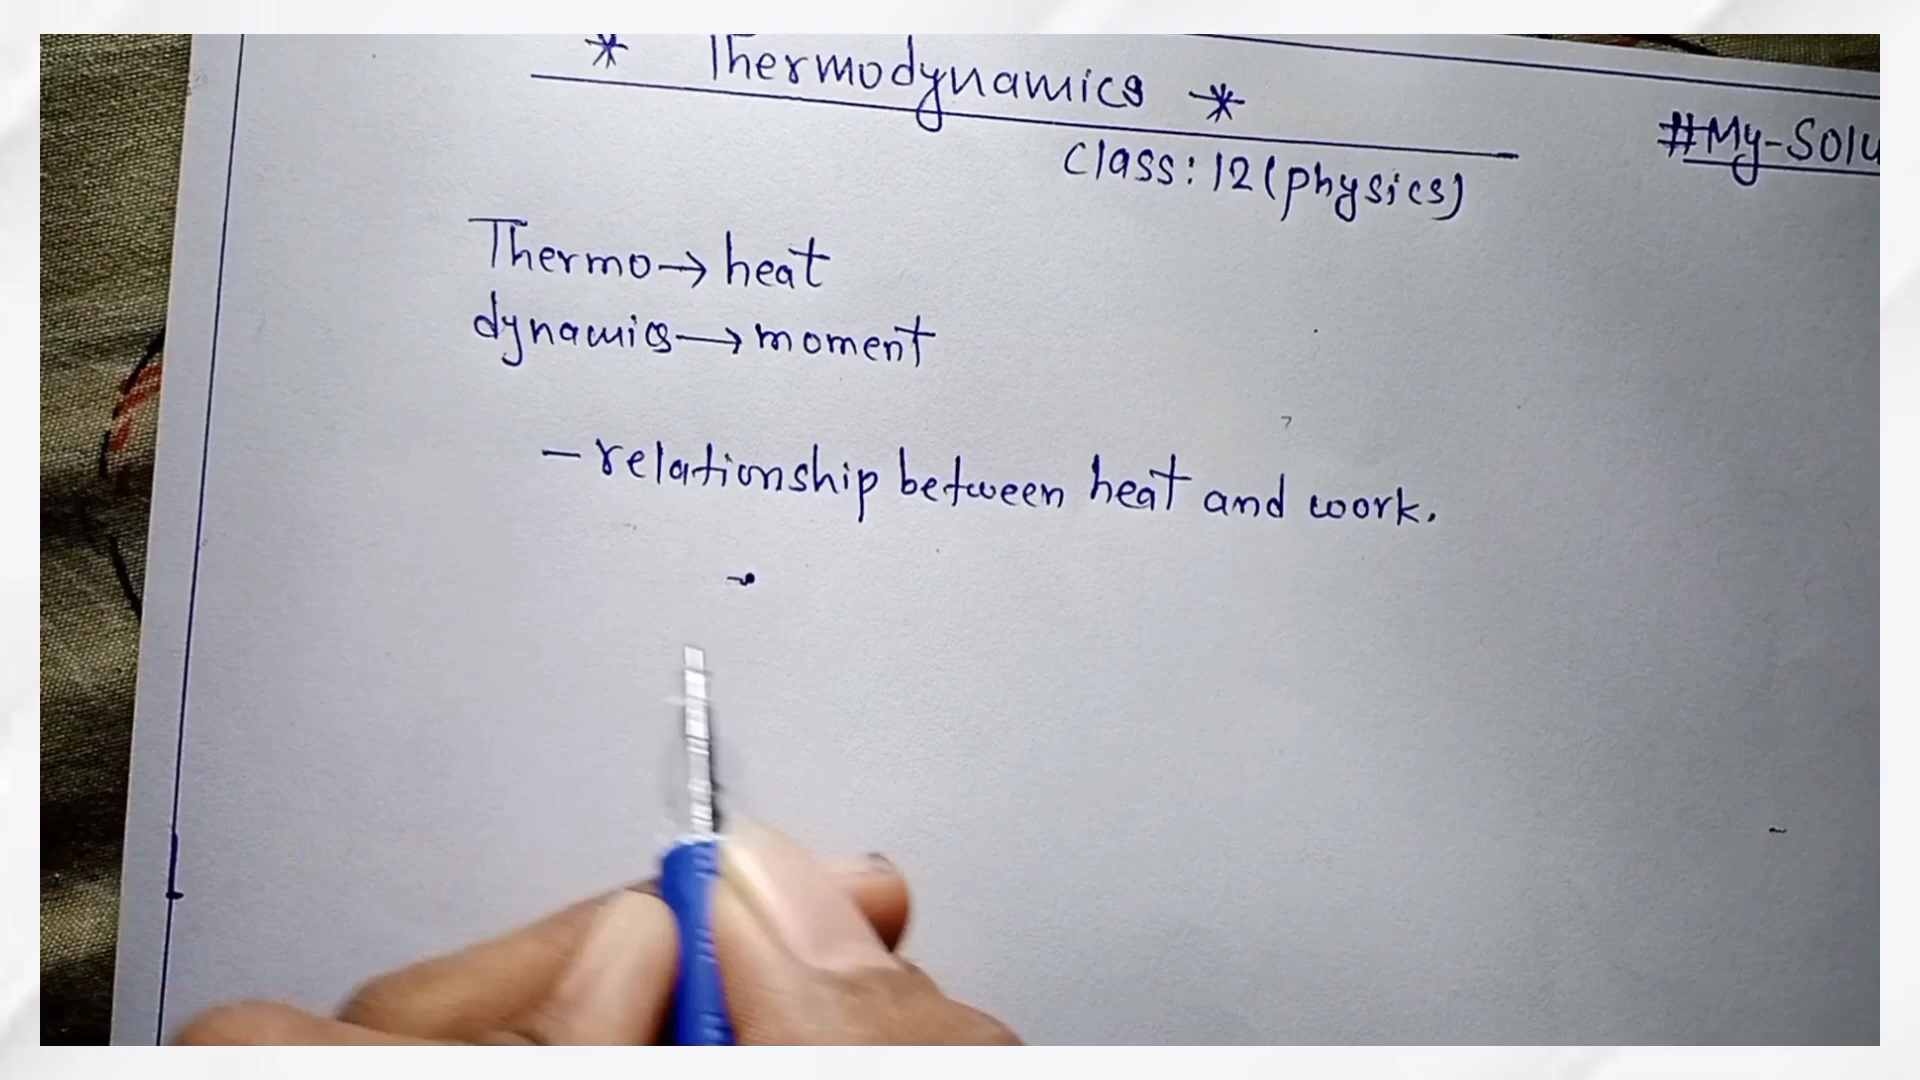 * Thermodynamics *
#My-Solu
Class: 12 (physics)
Thermo → heat
dynamics → moment
- relationship between heat and work.